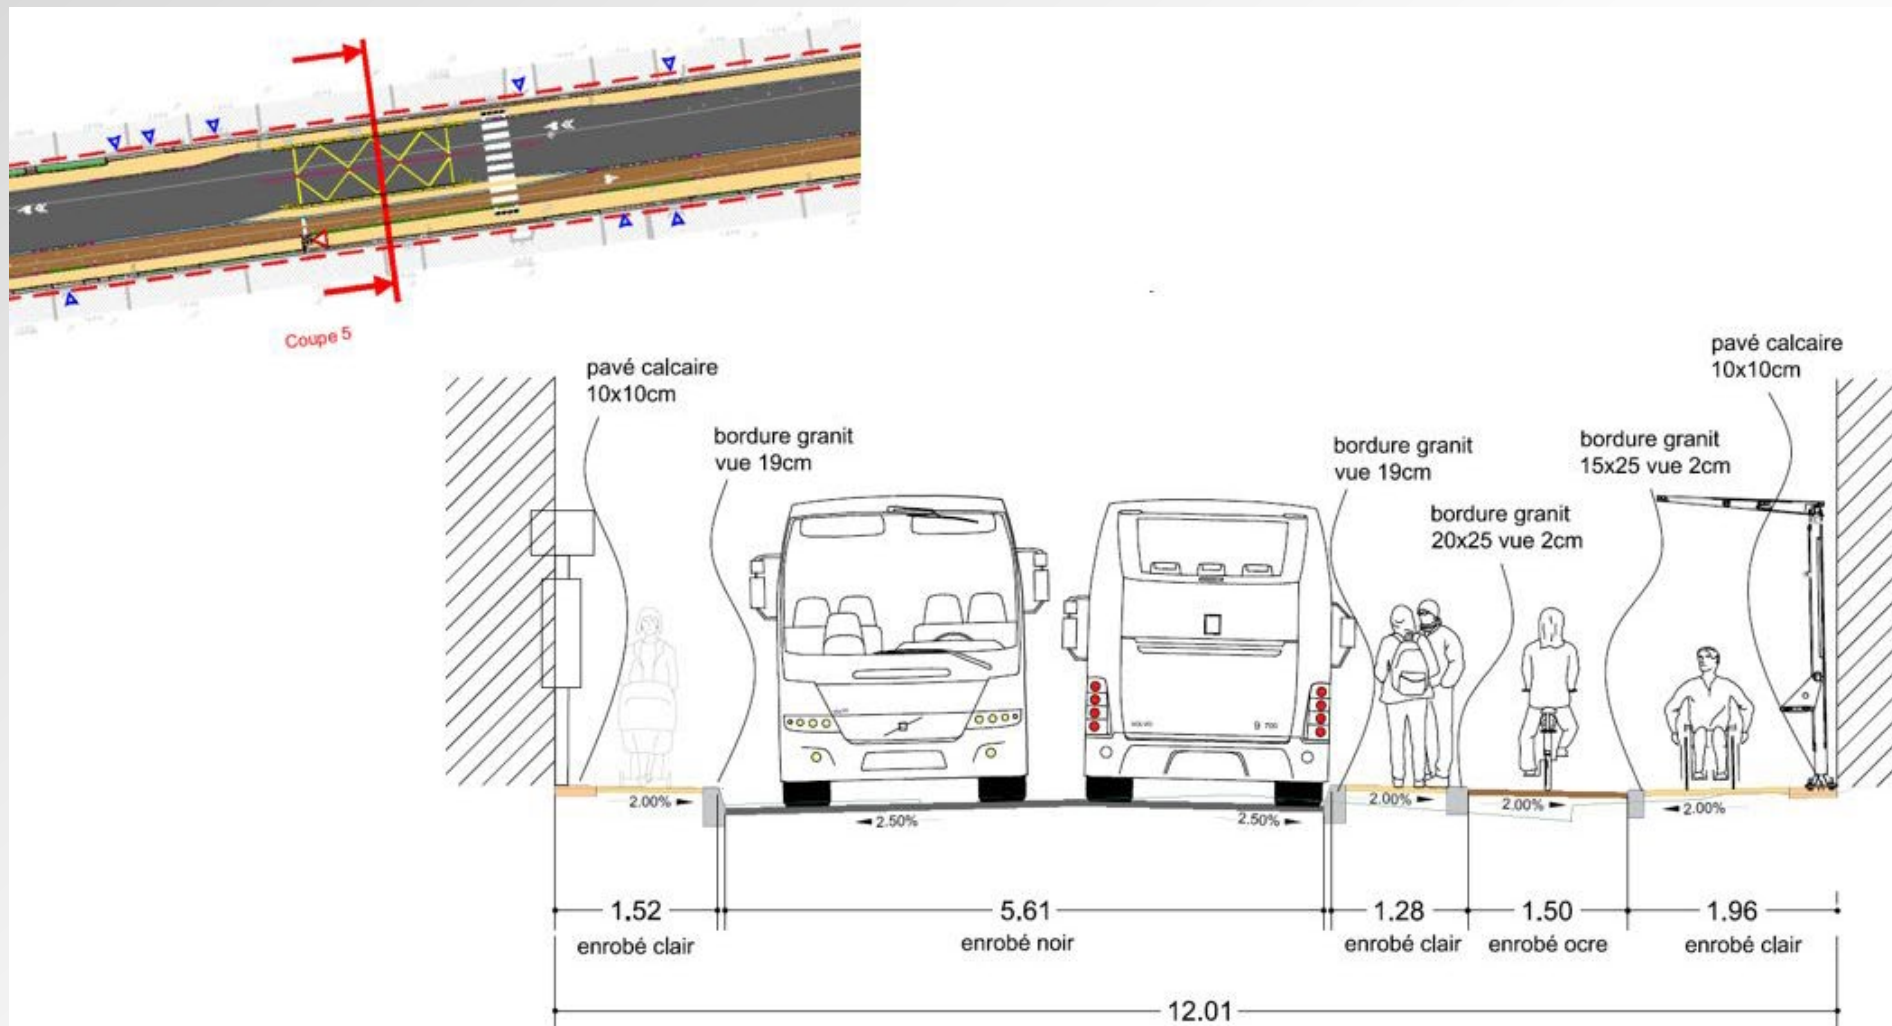 Coupe 5
pavé calcaire
10x10cm
bordure granit
vue 19cm
bordure granit
vue 19cm
bordure granit
20x25 vue 2cm
bordure granit
15x25 vue 2cm
pavé calcaire
10x10cm
VOLVO
9 700
2.00%
2.50%
2.50%
2.00%
2.00%
2.00%
1.52
5.61
1.28
1.50
1.96
enrobé clair
enrobé noir
enrobé clair
enrobé ocre
enrobé clair
12.01